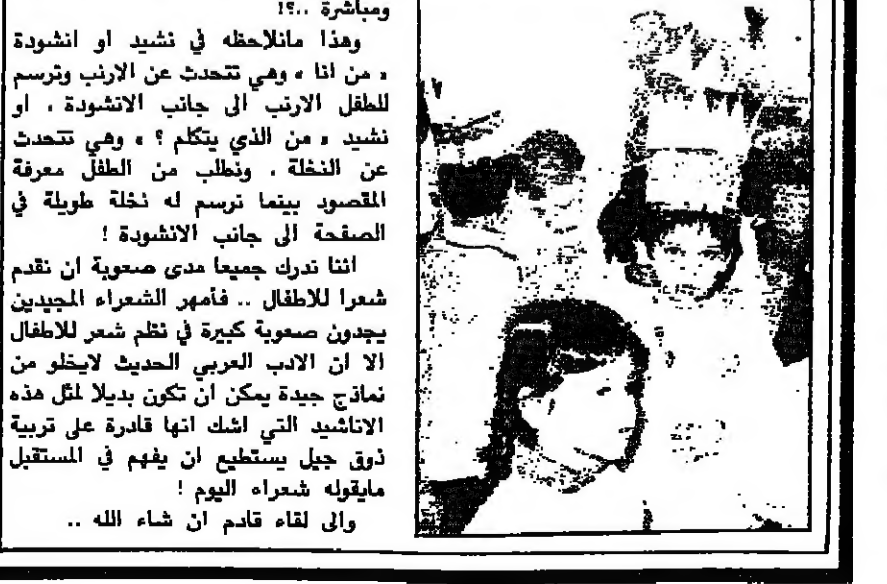 ومباشرة ..؟!
وهذا مانلاحظه في نشيد او انشودة
« من انا » وهي تتحدث عن الارنب وترسم
للطفل الارنب الى جانب الانشودة ، او
نشيد « من الذي يتكلم ؟ » وهي تتحدث
عن النخلة ، ونطلب من الطفل معرفة
المقصود بينما ترسم له نخلة طويلة في
الصفحة الى جانب الانشودة !
اننا ندرك جميعا مدى صعوبة ان نقدم
شعرا للاطفال .. فأمهر الشعراء المجيدين
يجدون صعوبة كبيرة في نظم شعر للاطفال
الا ان الادب العربي الحديث لايخلو من
نماذج جيدة يمكن ان تكون بديلا لمثل هذه
الاناشيد التي اشك انها قادرة على تربية
ذوق جيل يستطيع ان يفهم في المستقبل
مايقوله شعراء اليوم !
والى لقاء قادم ان شاء الله ..